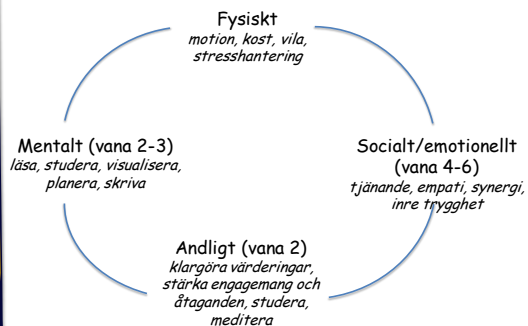 Fysiskt
motion, kost, vila,
stresshantering
Mentalt (vana 2-3)
läsa, studera, visualisera,
planera, skriva
Socialt/emotionellt
(vana 4-6)
tjänande, empati, synergi,
inre trygghet
Andligt (vana 2)
klargöra värderingar,
stärka engagemang och
åtaganden, studera,
meditera